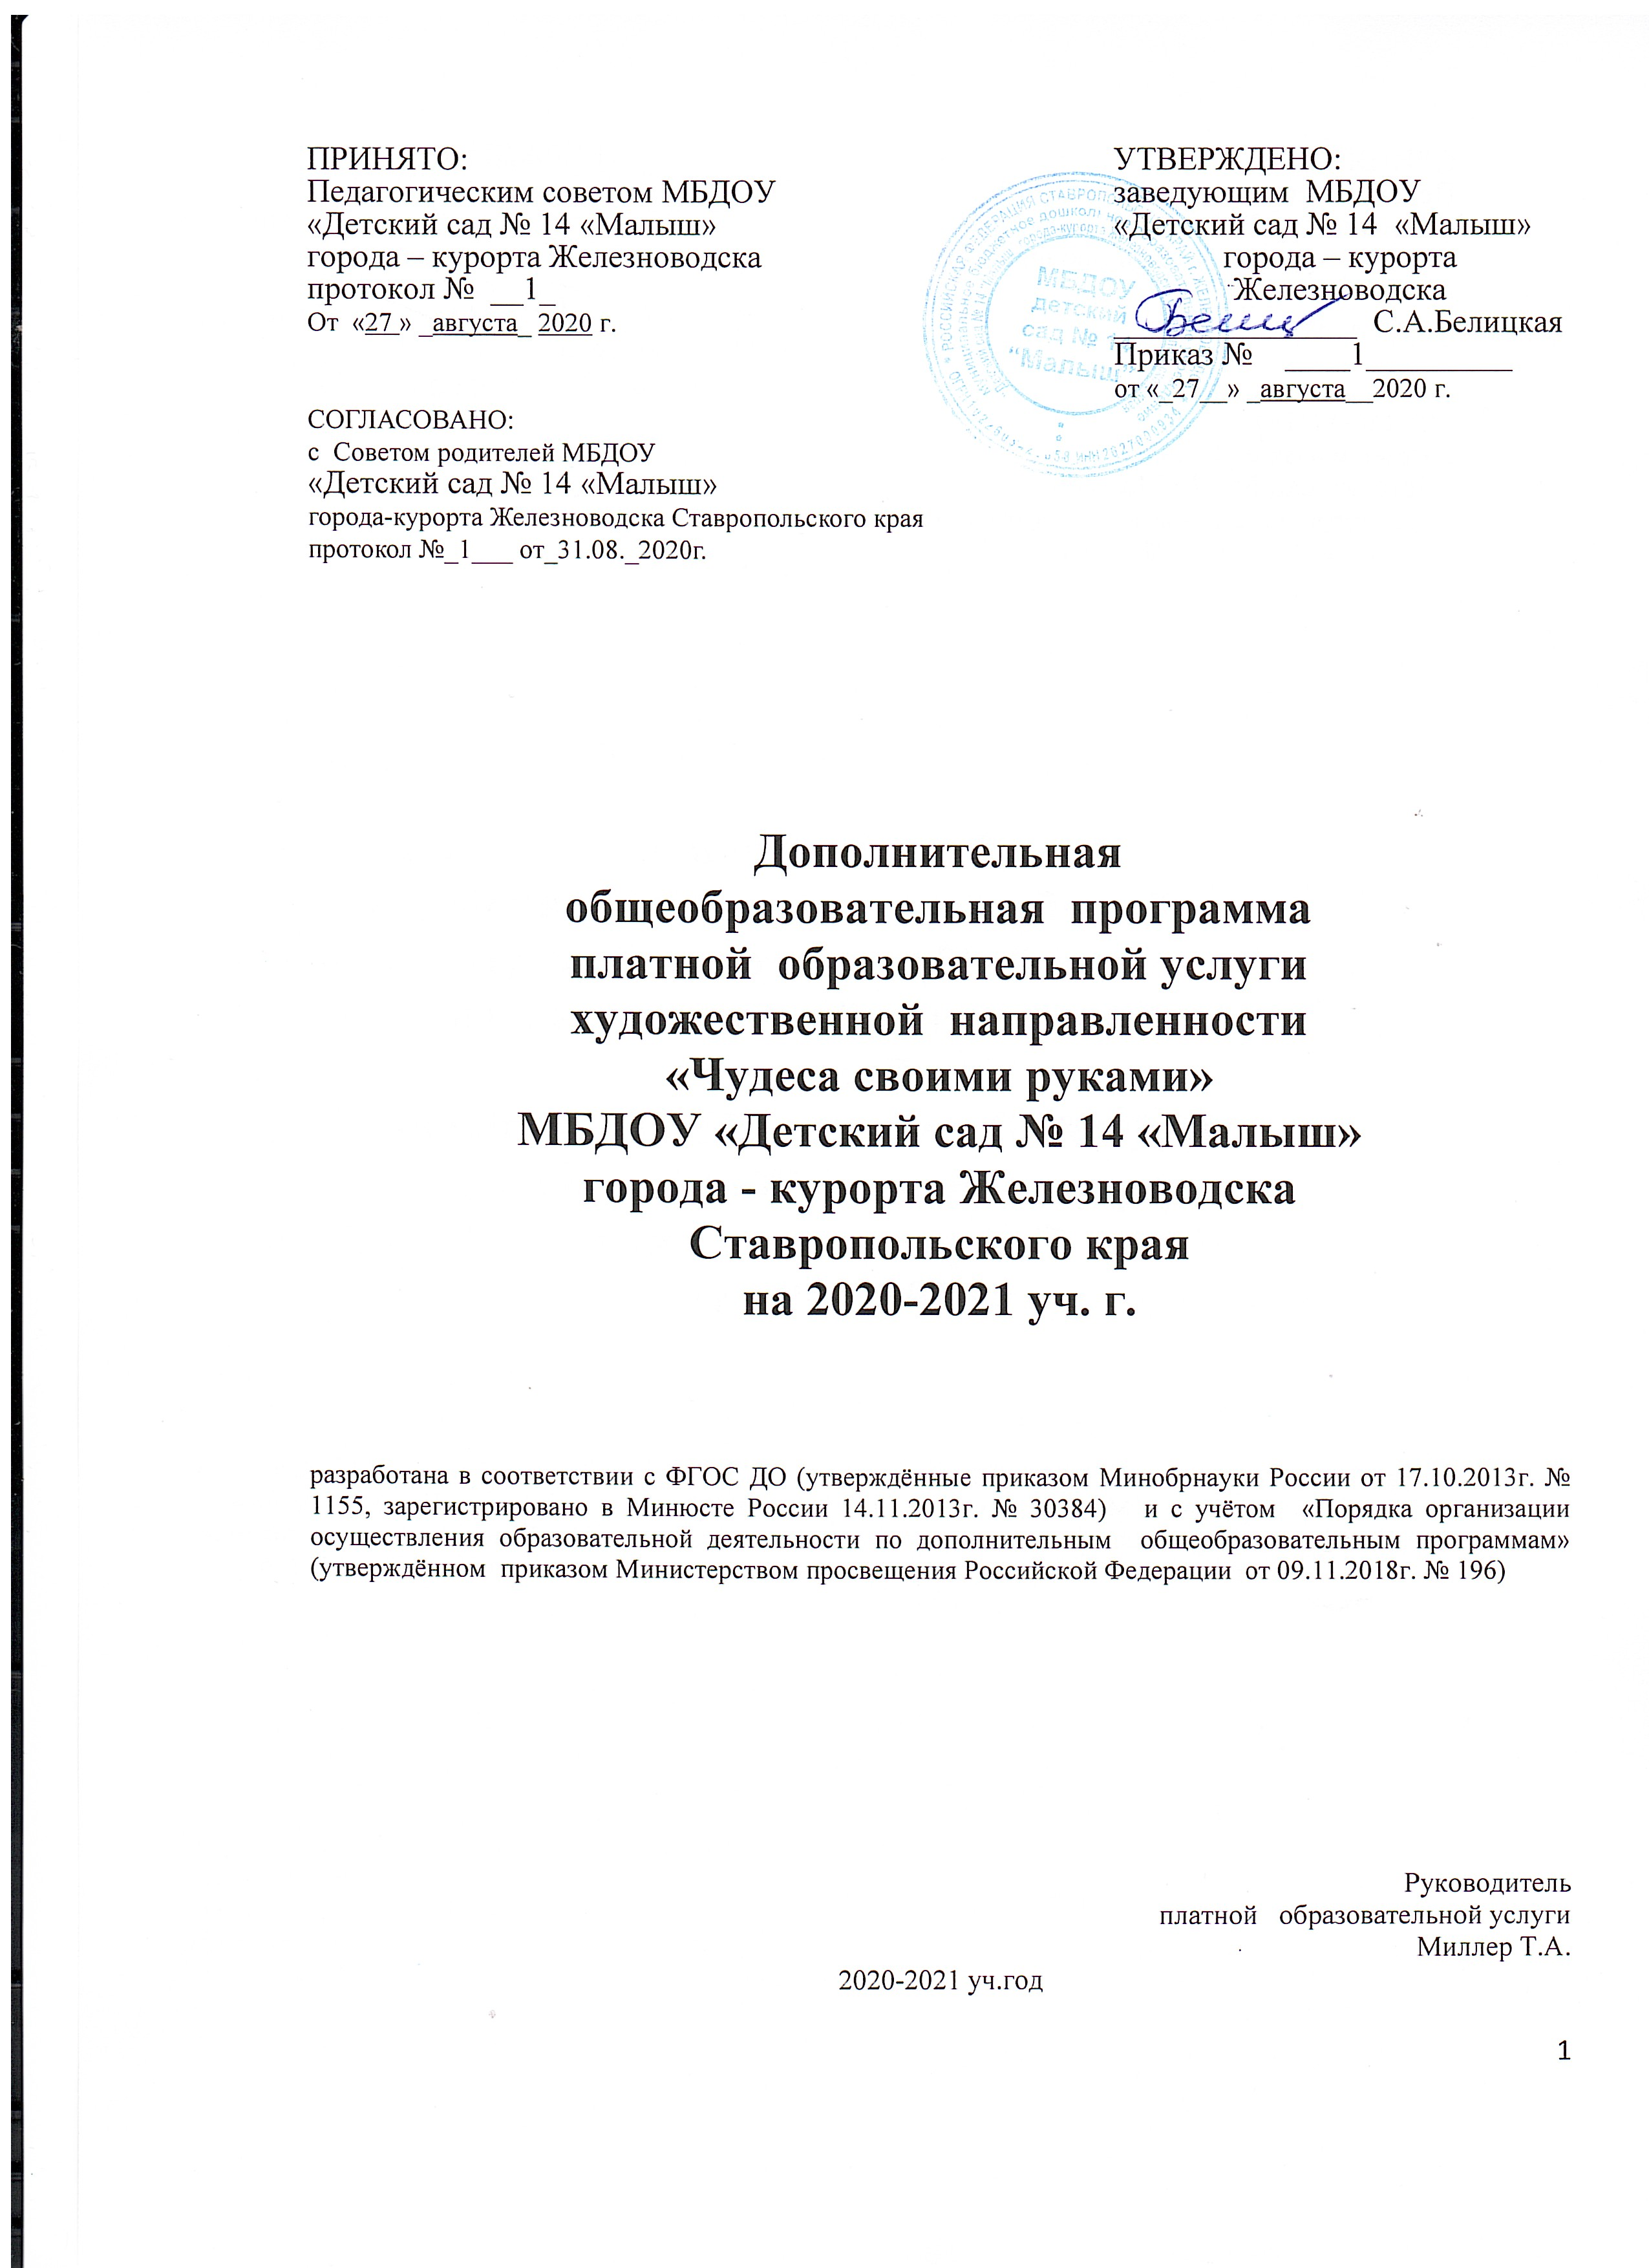 ПРИНЯТО:
Педагогическим советом МБДОУ
«Детский сад № 14 «Малыш»
города – курорта Железноводска
протокол №  __1_
От «27 » _августа_ 2020 г.
УТВЕРЖДЕНО:
заведующим МБДОУ
«Детский сад № 14 «Малыш»
города – курорта
Железноводска
С.А.Белицкая
Приказ № ____1_________
от «_27__» _августа__2020 г.
МБДОУ
детский
сад №
"Малыш"
СОГЛАСОВАНО:
с Советом родителей МБДОУ
«Детский сад № 14 «Малыш»
города-курорта Железноводска Ставропольского края
протокол №_1___ от_31.08._2020г.
Дополнительная
общеобразовательная программа
платной образовательной услуги
художественной направленности
«Чудеса своими руками»
МБДОУ «Детский сад № 14 «Малыш»
города - курорта Железноводска
Ставропольского края
на 2020-2021 уч. г.
разработана в соответствии с ФГОС ДО (утверждённые приказом Минобрнауки России от 17.10.2013г. №
1155, зарегистрировано в Минюсте России 14.11.2013г. № 30384) и с учётом «Порядка организации
осуществления образовательной деятельности по дополнительным общеобразовательным программам»
(утверждённом приказом Министерством просвещения Российской Федерации от 09.11.2018г. № 196)
Руководитель
платной образовательной услуги
Миллер Т.А.
2020-2021 уч.год
1